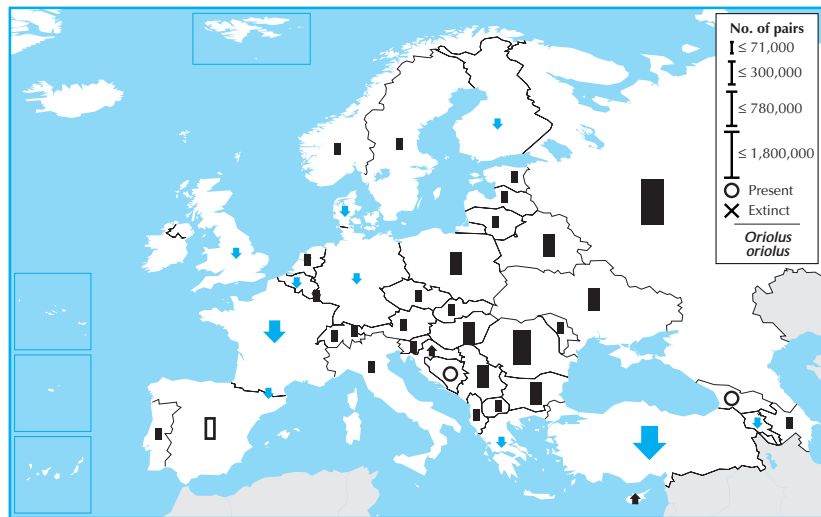 No. of pairs
≤ 71,000
≤ 300,000
≤ 780,000
≤ 1,800,000
Present
Extinct
Oriolus
oriolus